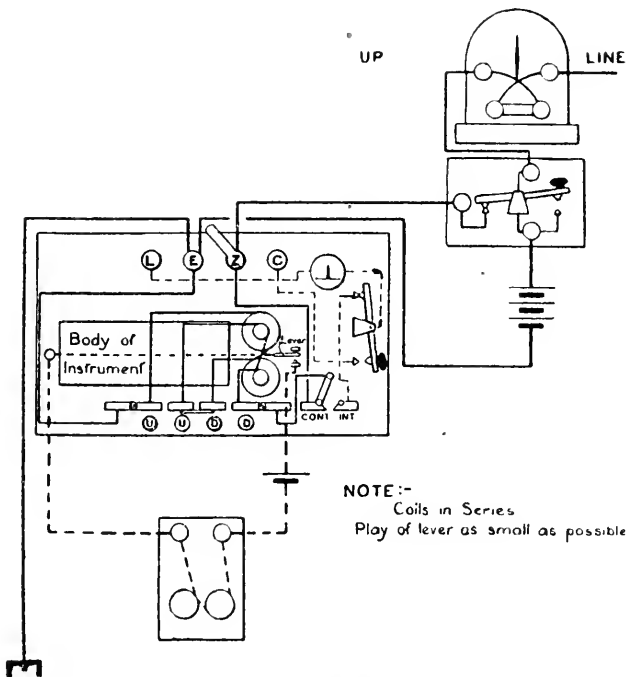 UP
LINE
L
E
Z
C
Lever
Body of
Instrument
U
U
D
D
CONT
INT
NOTE:-
Coils in Series
Play of lever as small as possible